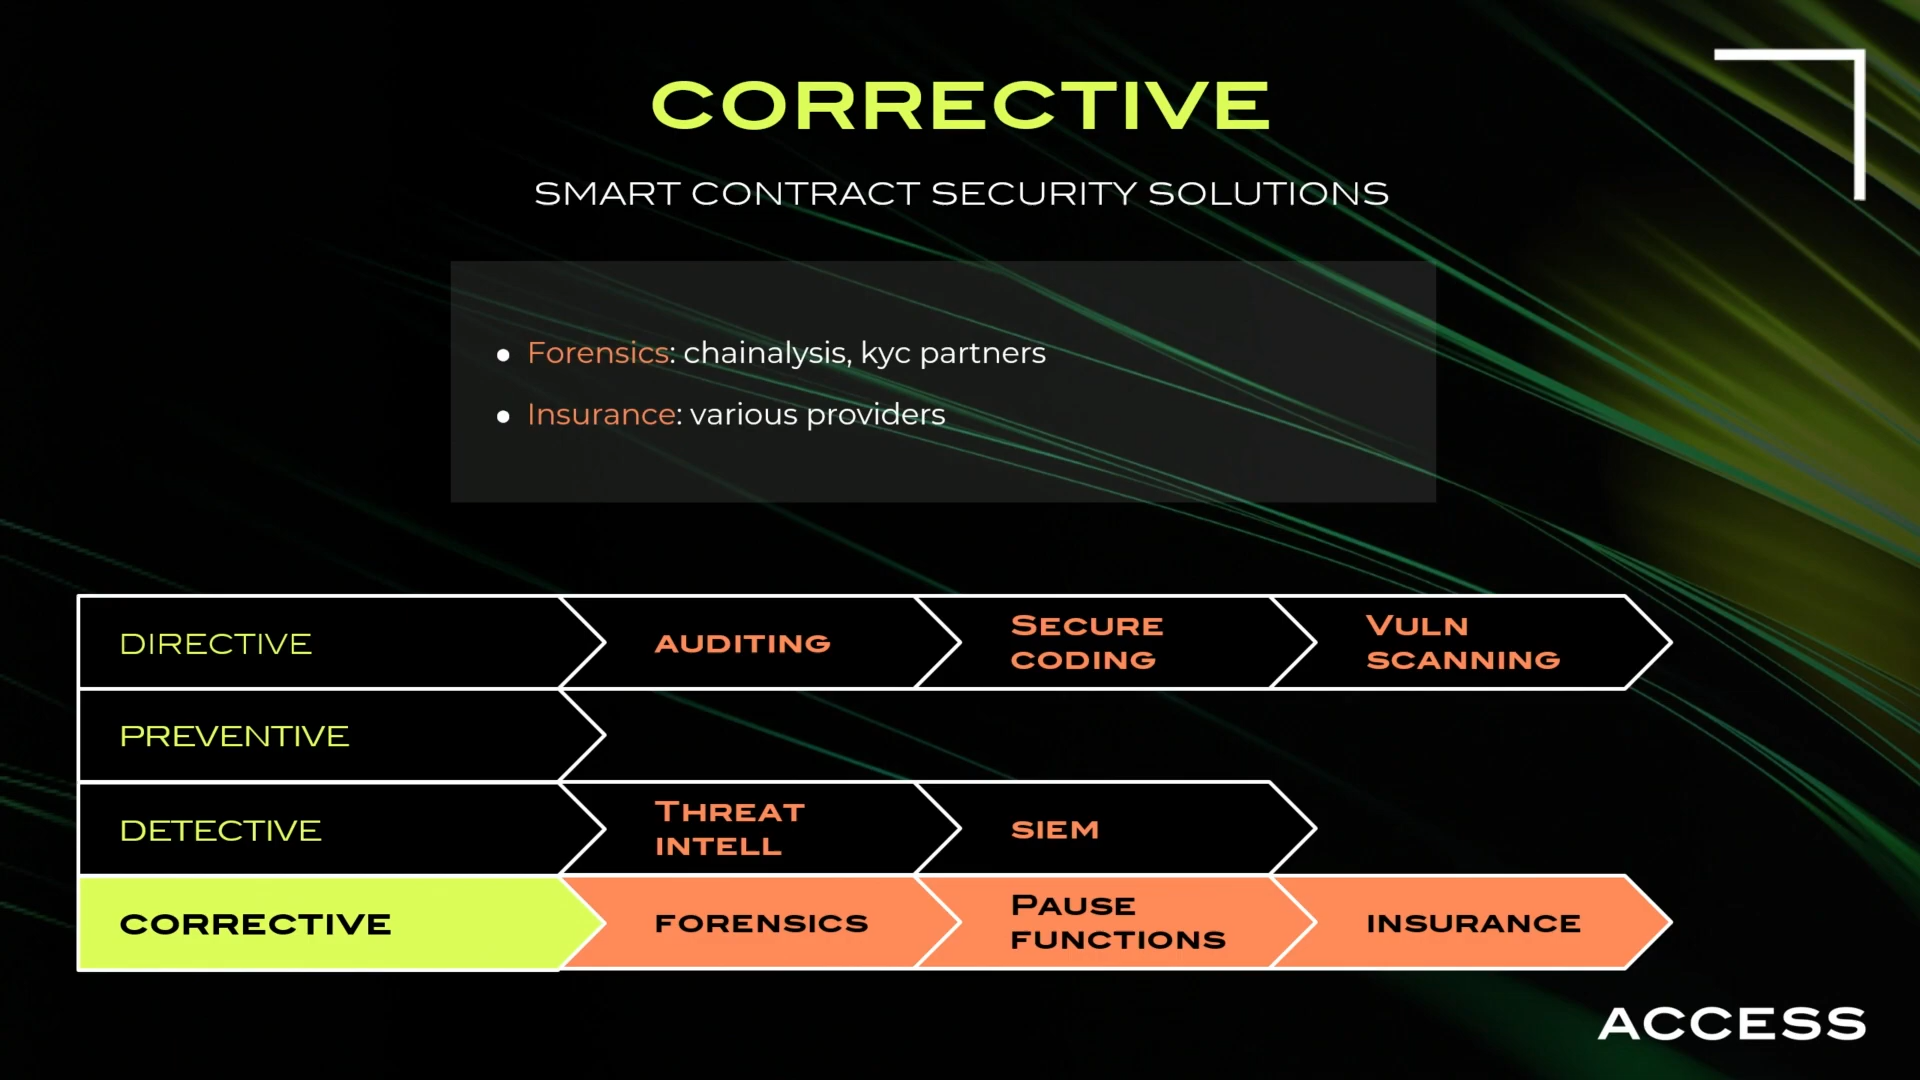 CORRECTIVE
SMART CONTRACT SECURITY SOLUTIONS
• Forensics: chainalysis, kyc partners
• Insurance: various providers
DIRECTIVE
AUDITING
SECURE
CODING
VULN
SCANNING
PREVENTIVE
DETECTIVE
THREAT
INTELL
SIEM
CORRECTIVE
FORENSICS
PAUSE
FUNCTIONS
INSURANCE
ACCESS